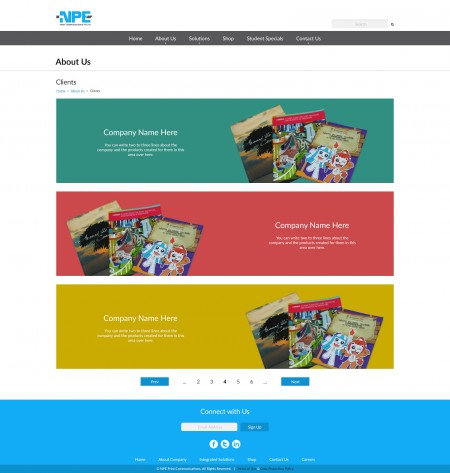 NPE
Search
Home About Us Solutions Shop Student Specials Contact Us
About Us
Clients
Home > About Us > Clients
Company Name Here
You can write two to three lines about the
company and the products created for them in this
area over here.
Company Name Here
You can write two to three lines about the
company and the products created for them in this
area over here.
Company Name Here
You can write two to three lines about the
company and the products created for them in this
area over here.
Prev ... 2 3 4 5 6 ... Next
Connect with Us
Email Address Sign Up
Home About Company Integrated Solutions Shop Contact Us Careers
© NPE Print Communications. All Rights Reserved |